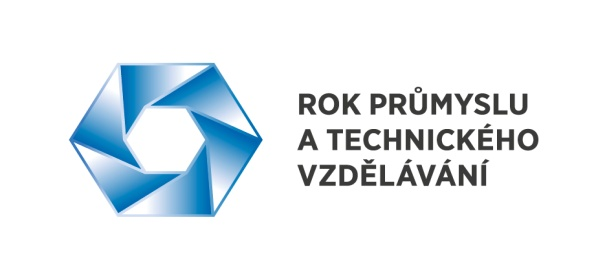 ROK PRŮMYSLU
A TECHNICKÉHO
VZDĚLÁVÁNÍ